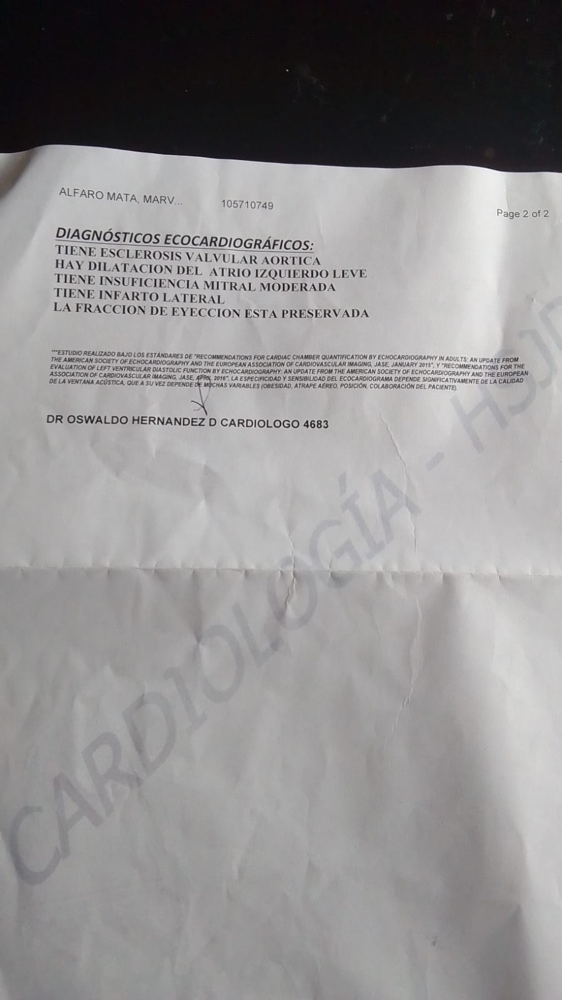 ALFARO MATA, MARV... 105710749 Page 2 of 2
DIAGNÓSTICOS ECOCARDIOGRÁFICOS:
TIENE ESCLEROSIS VALVULAR AORTICA
HAY DILATACION DEL ATRIO IZQUIERDO LEVE
TIENE INSUFICIENCIA MITRAL MODERADA
TIENE INFARTO LATERAL
LA FRACCION DE EYECCION ESTA PRESERVADA
***ESTUDIO REALIZADO BAJO LOS ESTÁNDARES DE "RECOMMENDATIONS FOR CARDIAC CHAMBER QUANTIFICATION BY ECHOCARDIOGRAPHY IN ADULTS: AN UPDATE FROM
THE AMERICAN SOCIETY OF ECHOCARDIOGRAPHY AND THE EUROPEAN ASSOCIATION OF CARDIOVASCULAR IMAGING, JASE, JANUARY 2015", Y "RECOMMENDATIONS FOR THE
EVALUATION OF LEFT VENTRICULAR DIASTOLIC FUNCTION BY ECHOCARDIOGRAPHY: AN UPDATE FROM THE AMERICAN SOCIETY OF ECHOCARDIOGRAPHY AND THE EUROPEAN
ASSOCIATION OF CARDIOVASCULAR IMAGING, JASE, APRIL 2016". LA ESPECIFICIDAD Y SENSIBILIDAD DEL ECOCARDIOGRAMA DEPENDE SIGNIFICATIVAMENTE DE LA CALIDAD
DE LA VENTANA ACÚSTICA, QUE A SU VEZ DEPENDE DE MUCHAS VARIABLES (OBESIDAD, ATRAPE AÉREO, POSICIÓN, COLABORACIÓN DEL PACIENTE).
DR OSWALDO HERNANDEZ D CARDIOLOGO 4683
CARDIOLOGÍA - HSJD